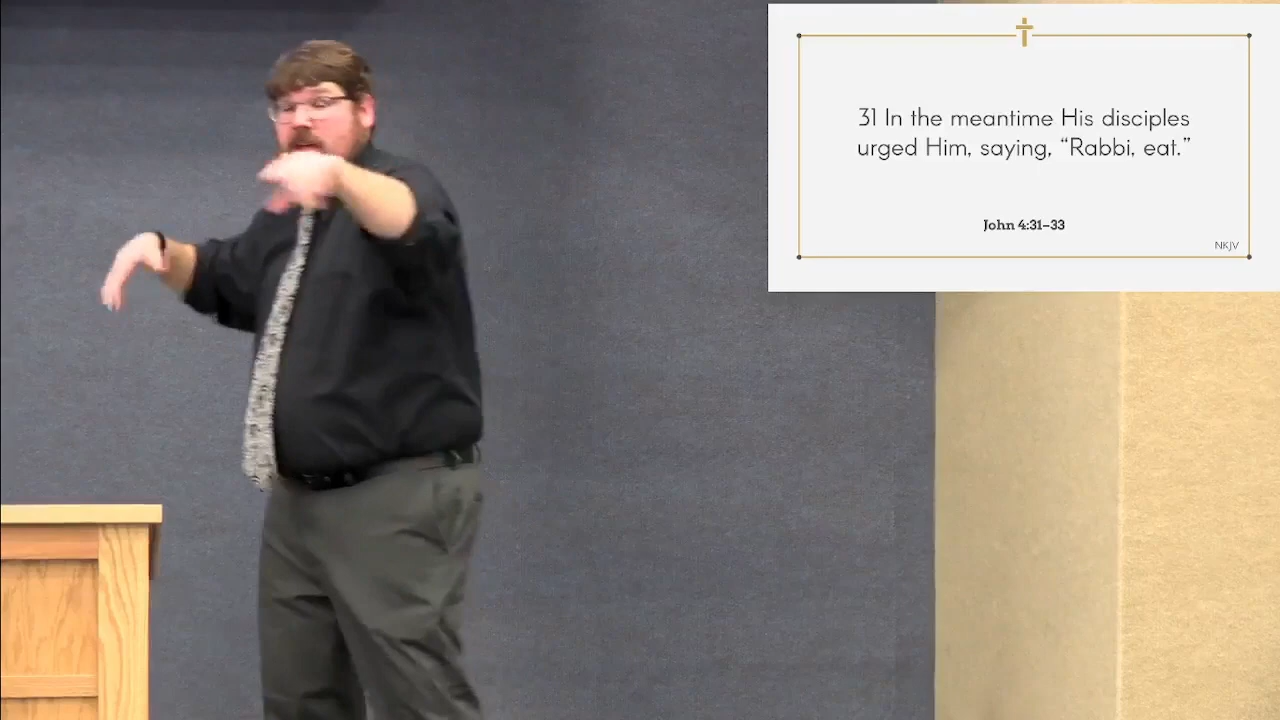 31 In the meantime His disciples
urged Him, saying, “Rabbi, eat.”
John 4:31–33
NKJV